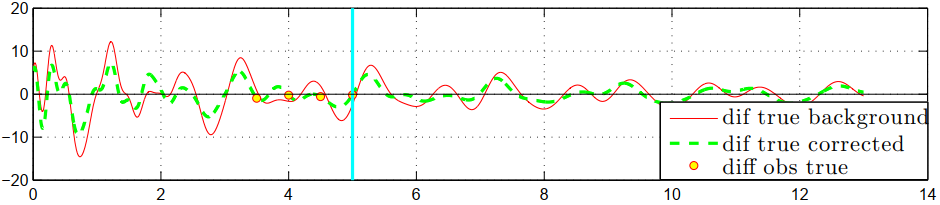 20
10
0
−10
−20
0 2 4 6 8 10 12 14
dif true background
dif true corrected
diff obs true